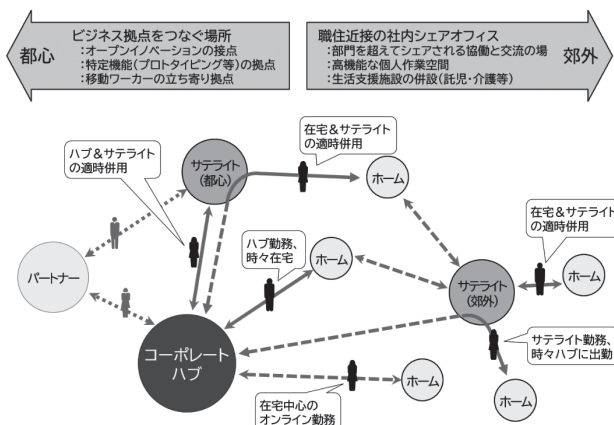 都心
ビジネス拠点をつなぐ場所
:オープンイノベーションの接点
:特定機能(プロトタイピング等)の拠点
:移動ワーカーの立ち寄り拠点
職住近接の社内シェアオフィス
:部門を超えてシェアされる協働と交流の場
:高機能な個人作業空間
:生活支援施設の併設(託児・介護等)
郊外
ハブ&サテライト
の適時併用
サテライト
(都心)
在宅&サテライト
の適時併用
ホーム
パートナー
ハブ勤務、
時々在宅
ホーム
サテライト
(郊外)
在宅&サテライト
の適時併用
ホーム
コーポレート
ハブ
在宅中心の
オンライン勤務
ホーム
サテライト勤務、
時々ハブに出勤
ホーム